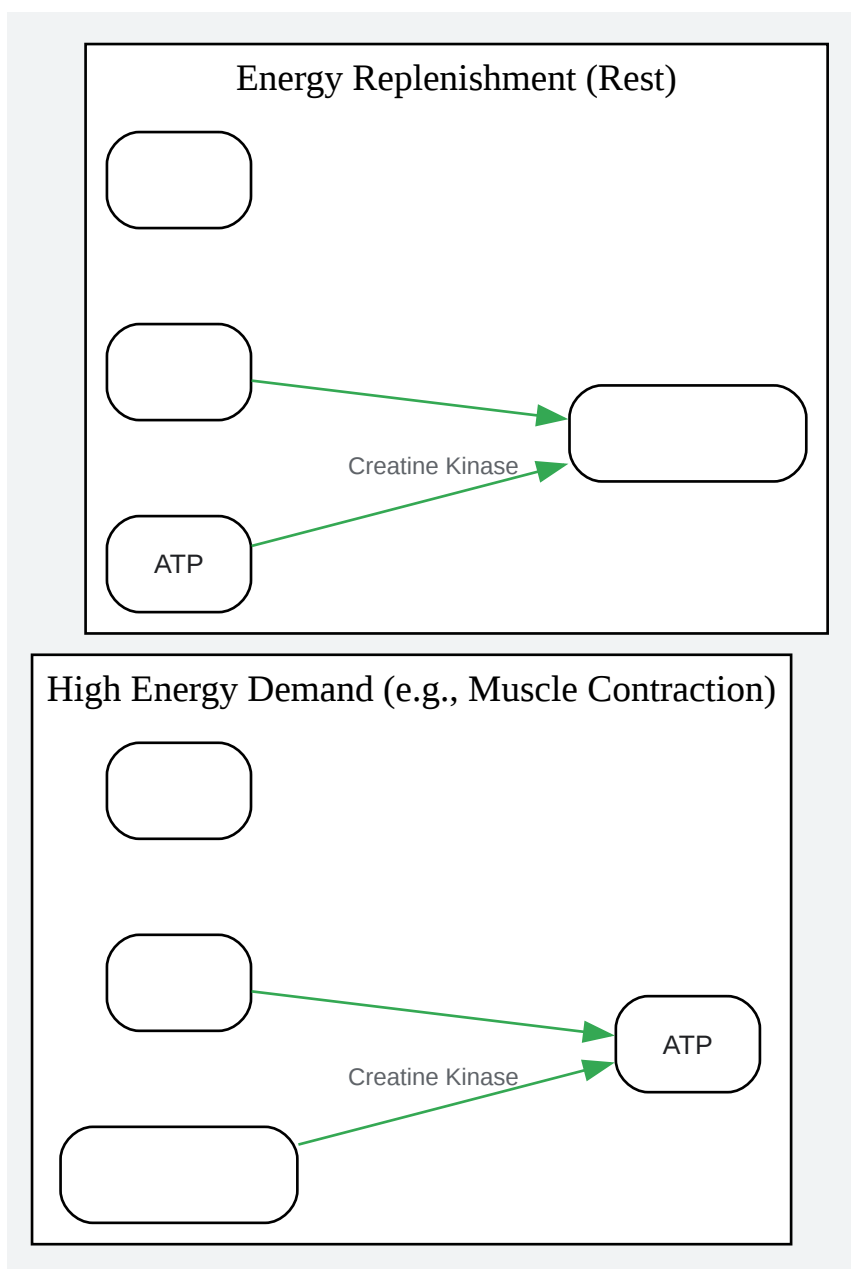 Energy Replenishment (Rest)
Creatine Kinase
ATP
High Energy Demand (e.g., Muscle Contraction)
ATP
Creatine Kinase